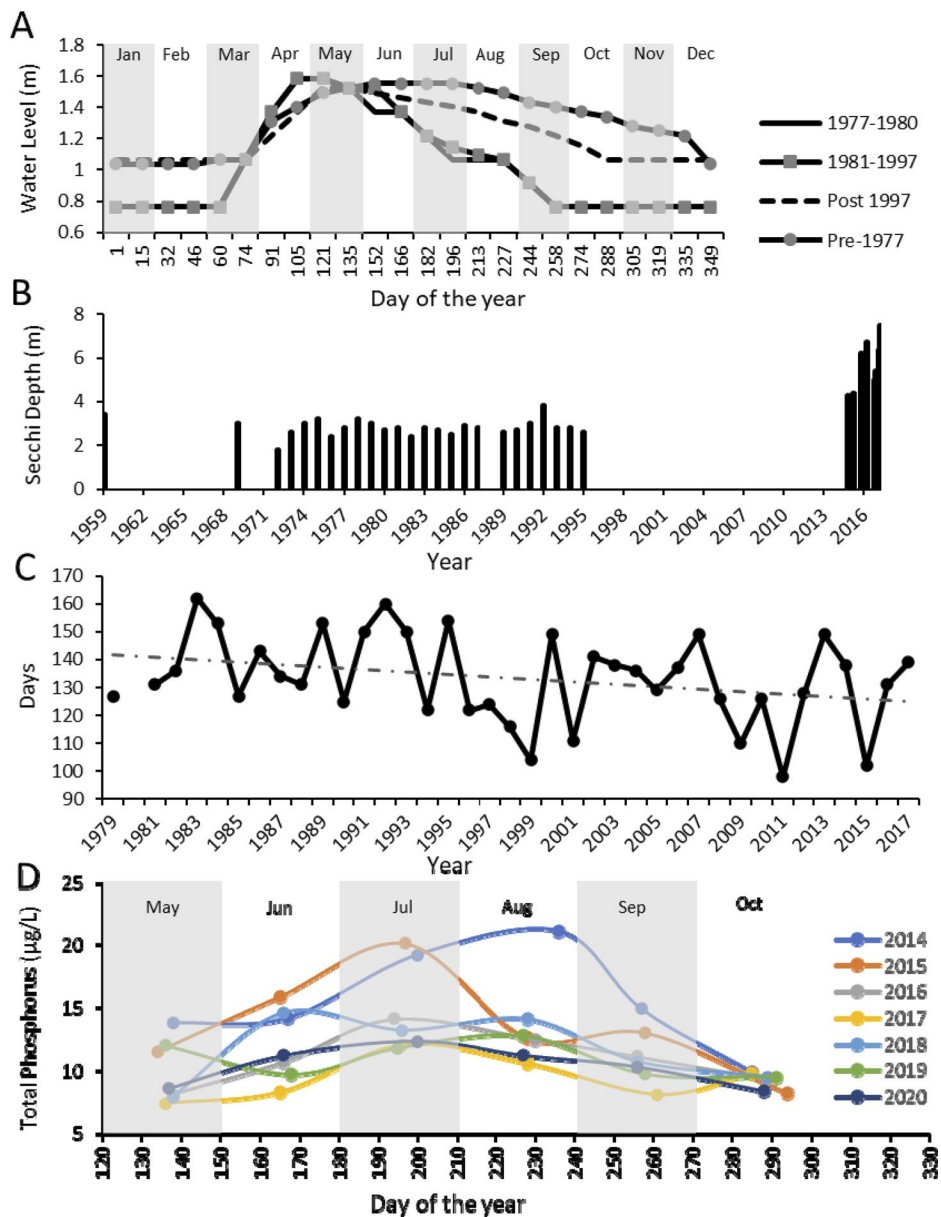 A
1.8
1.6
1.4
1.2
1
0.8
0.6
Water Level (m)
Jan Feb Mar Apr May Jun Jul Aug Sep Oct Nov Dec
1977-1980
1981-1997
Post 1997
Pre-1977
1 15 32 46 60 74 91 105 121 135 152 166 182 196 213 227 244 258 274 288 305 319 335 349
Day of the year
B
8
6
4
2
0
Secchi Depth (m)
1959 1962 1965 1968 1971 1974 1977 1980 1983 1986 1989 1992 1995 1998 2001 2004 2007 2010 2013 2016
Year
C
170
160
150
140
130
120
110
100
90
Days
1979 1981 1983 1985 1987 1989 1991 1993 1995 1997 1999 2001 2003 2005 2007 2009 2011 2013 2015 2017
Year
D
25
20
15
10
5
Total Phosphorus (µg/L)
May Jun Jul Aug Sep Oct
2014
2015
2016
2017
2018
2019
2020
120 130 140 150 160 170 180 190 200 210 220 230 240 250 260 270 280 290 300 310 320 330
Day of the year